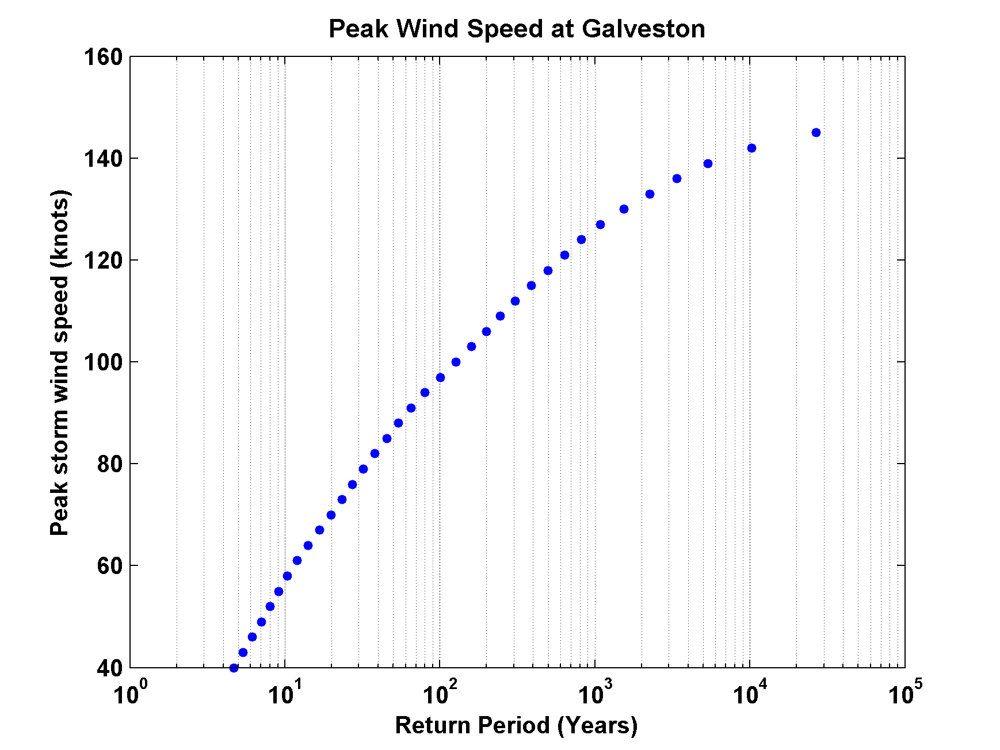 Peak Wind Speed at Galveston
160
140
120
100
80
60
40
Peak storm wind speed (knots)
10^0 10^1 10^2 10^3 10^4 10^5
Return Period (Years)